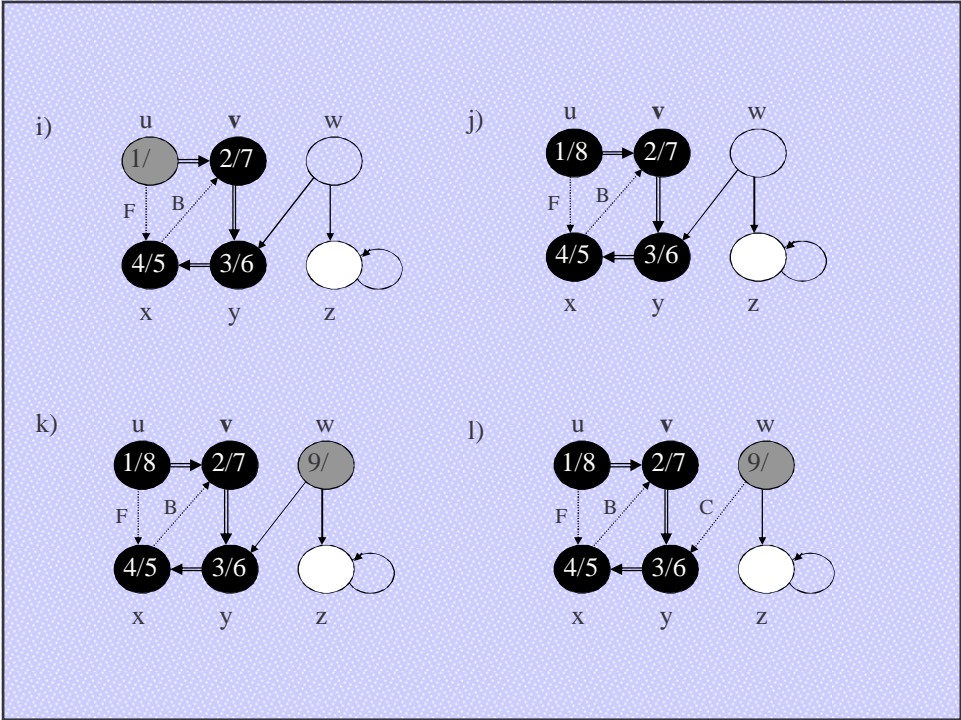 i) u v w
1/ 2/7
F B
4/5 3/6
x y z
j) u v w
1/8 2/7
F B
4/5 3/6
x y z
k) u v w
1/8 2/7 9/
F B
4/5 3/6
x y z
l) u v w
1/8 2/7 9/
F B C
4/5 3/6
x y z